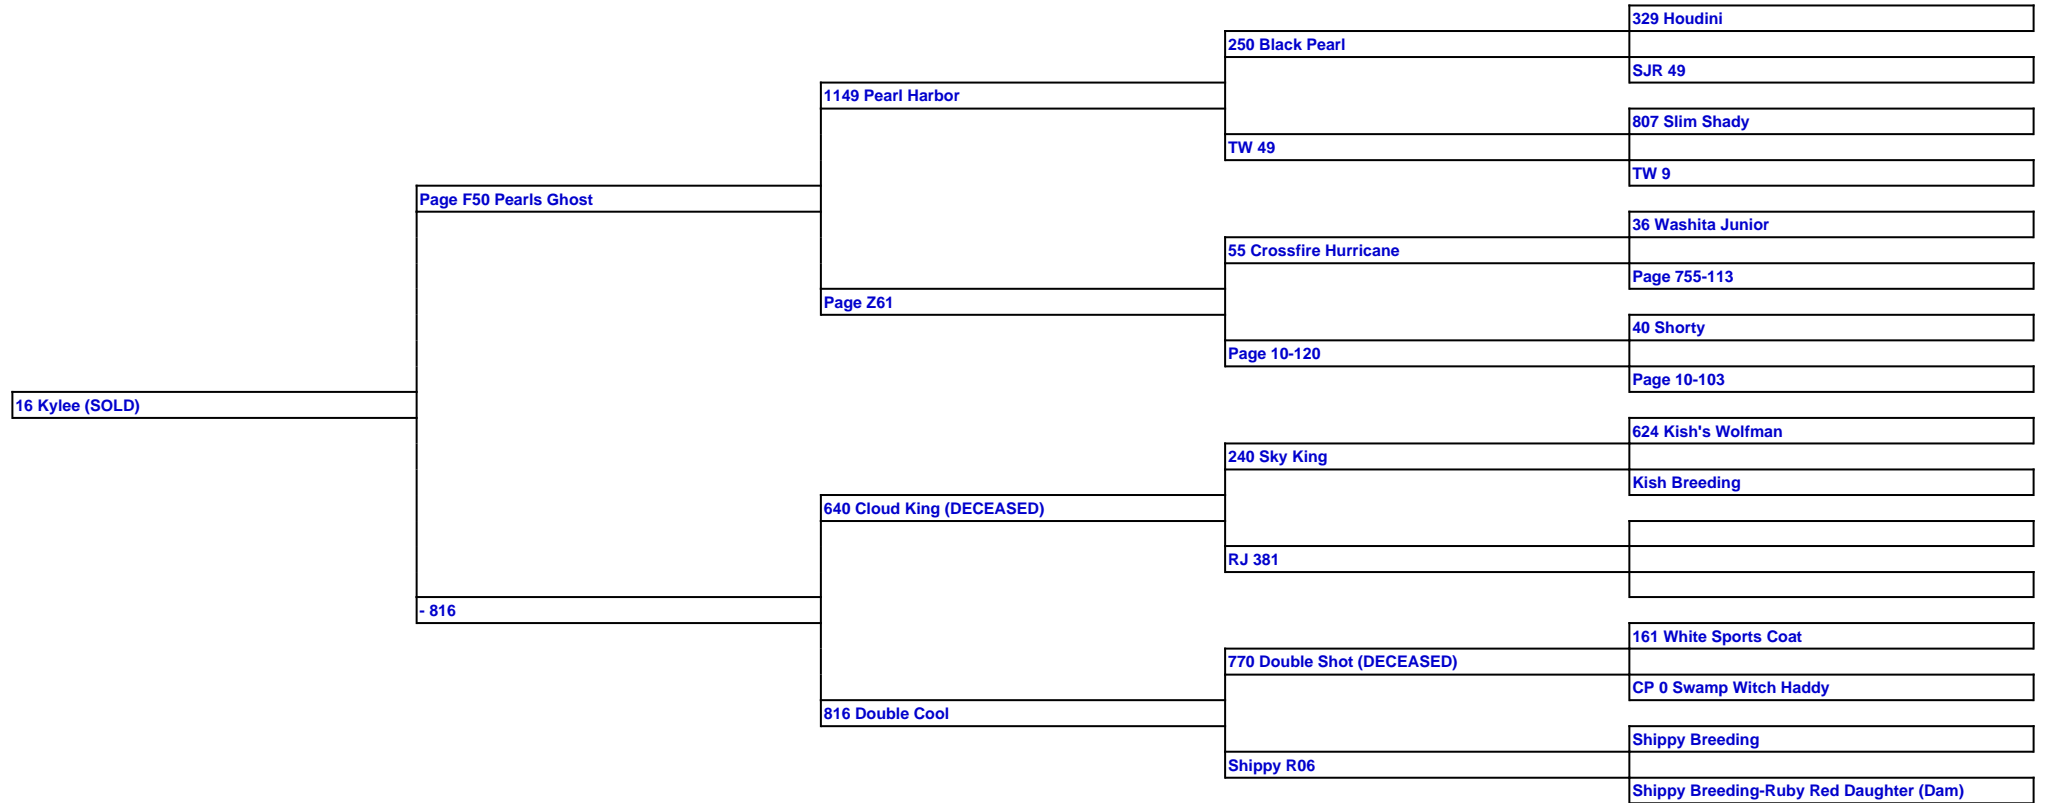 329 Houdini
250 Black Pearl
SJR 49
1149 Pearl Harbor
807 Slim Shady
TW 49
TW 9
Page F50 Pearls Ghost
36 Washita Junior
55 Crossfire Hurricane
Page 755-113
Page Z61
40 Shorty
Page 10-120
Page 10-103
16 Kylee (SOLD)
624 Kish's Wolfman
240 Sky King
Kish Breeding
640 Cloud King (DECEASED)
RJ 381
- 816
161 White Sports Coat
770 Double Shot (DECEASED)
CP 0 Swamp Witch Haddy
816 Double Cool
Shippy Breeding
Shippy R06
Shippy Breeding-Ruby Red Daughter (Dam)